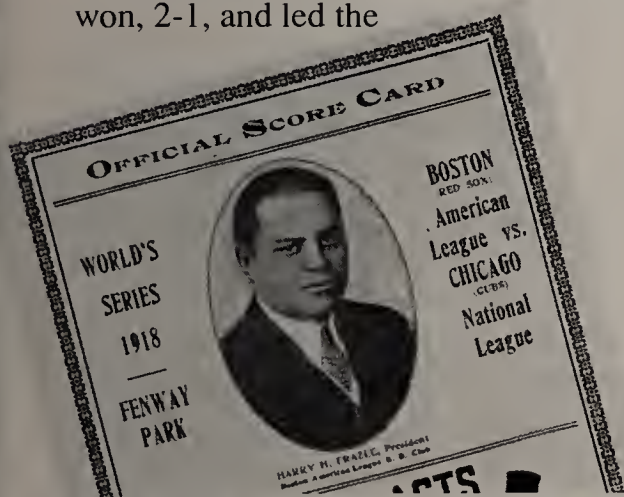 won, 2-1, and led the
OFFICIAL SCORE CARD
WORLD'S
SERIES
1918
FENWAY
PARK
BOSTON
RED SOX
American
League vs.
CHICAGO
(CUBS)
National
League
HARRY H. FRAZEE, President
Boston American League B. B. Club